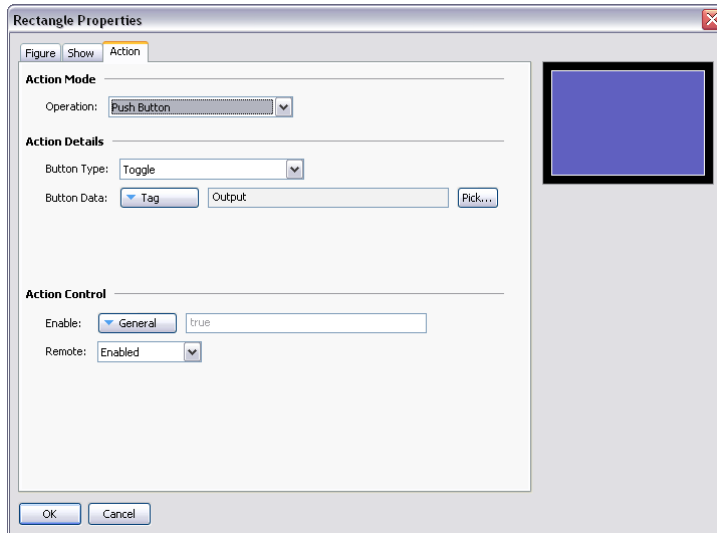 Rectangle Properties
Figure Show Action
Action Mode
Operation: Push Button
Action Details
Button Type: Toggle
Button Data: Tag Output Pick...
Action Control
Enable: General true
Remote: Enabled
OK Cancel